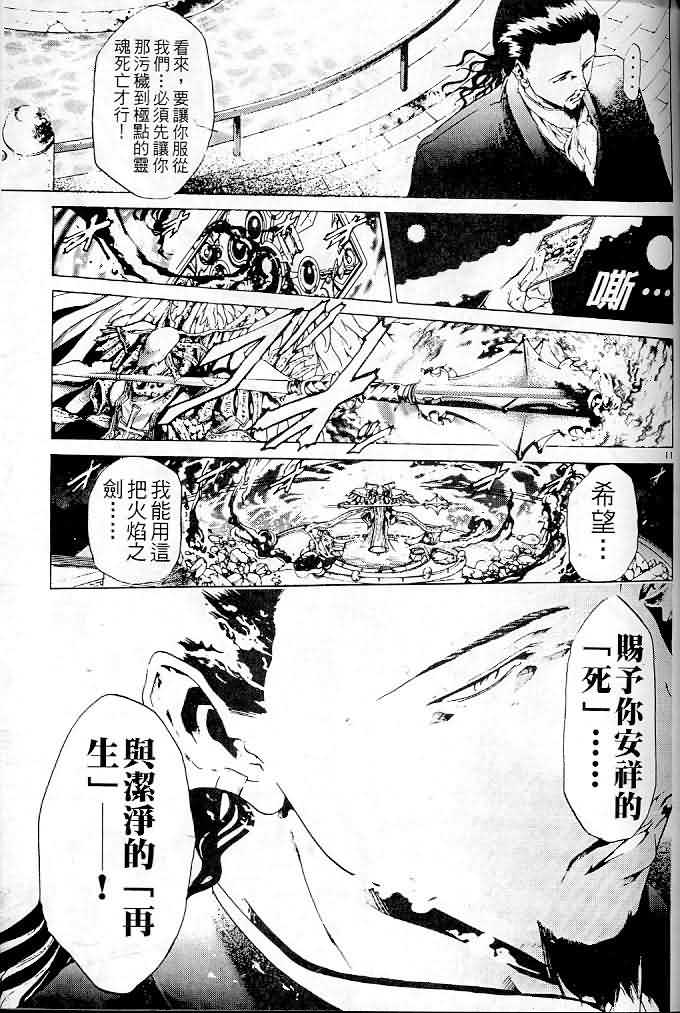 ……
看來，要讓你服從
我們…必須先讓你
那污穢到極點的靈
魂死亡才行！
嘶…
11
希望…
我能用這
把火焰之
劍……
賜予你安祥的
「死」……
與潔淨的「再
生」——！